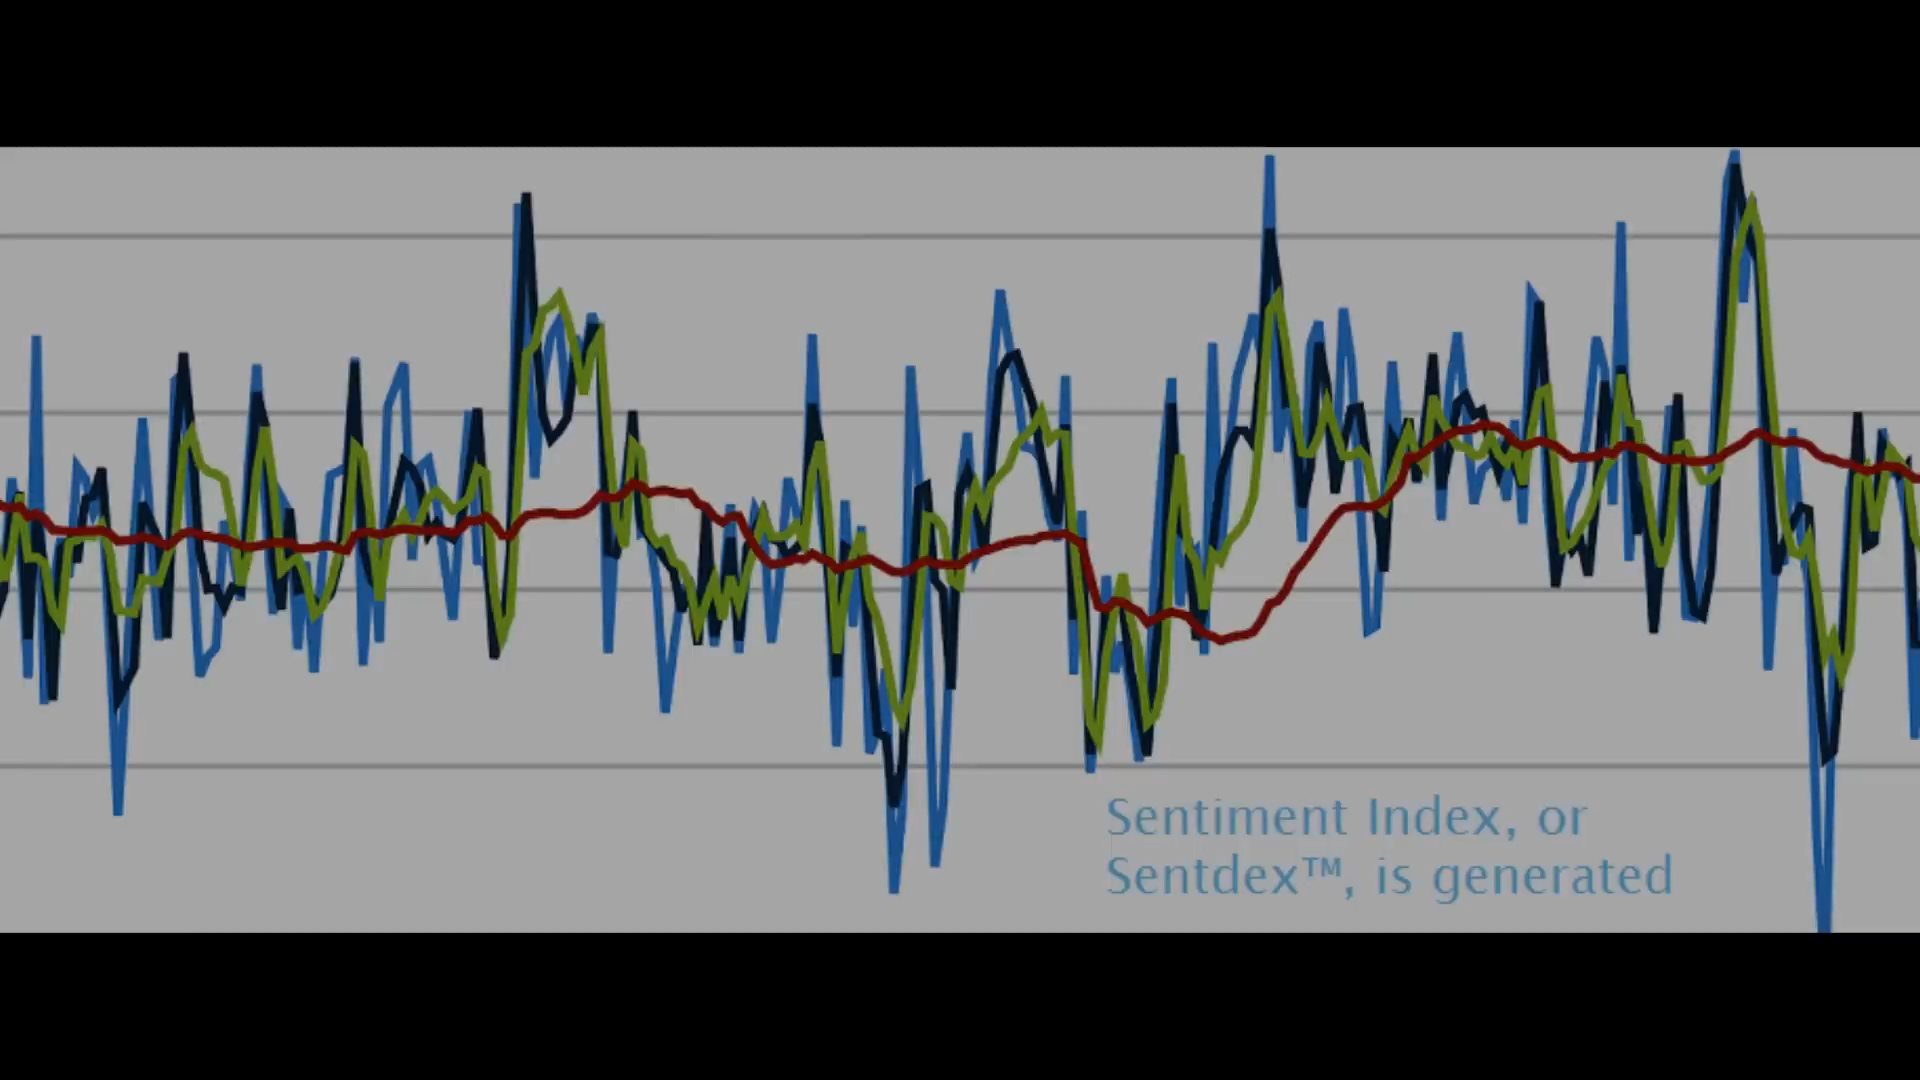 Sentiment Index, or
Sentdex™, is generated